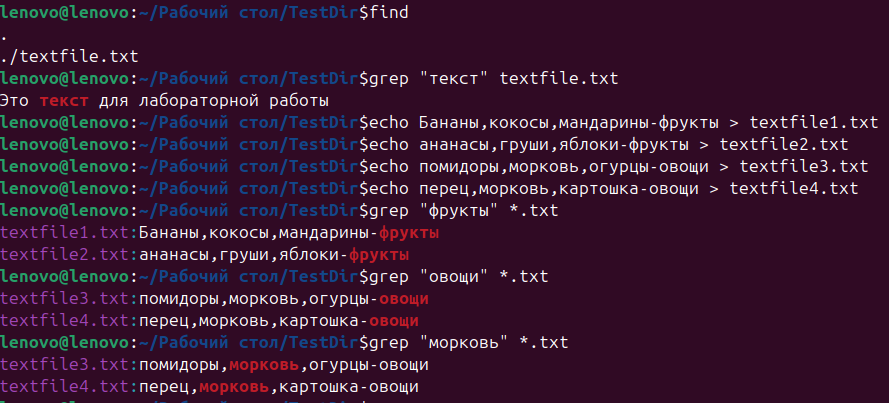 lenovo@lenovo:~/Рабочий стол/TestDir$find
.
./textfile.txt
lenovo@lenovo:~/Рабочий стол/TestDir$grep "текст" textfile.txt
Это текст для лабораторной работы
lenovo@lenovo:~/Рабочий стол/TestDir$echo Бананы,кокосы,мандарины-фрукты > textfile1.txt
lenovo@lenovo:~/Рабочий стол/TestDir$echo ананасы,груши,яблоки-фрукты > textfile2.txt
lenovo@lenovo:~/Рабочий стол/TestDir$echo помидоры,морковь,огурцы-овощи > textfile3.txt
lenovo@lenovo:~/Рабочий стол/TestDir$echo перец,морковь,картошка-овощи > textfile4.txt
lenovo@lenovo:~/Рабочий стол/TestDir$grep "фрукты" *.txt
textfile1.txt:Бананы,кокосы,мандарины-фрукты
textfile2.txt:ананасы,груши,яблоки-фрукты
lenovo@lenovo:~/Рабочий стол/TestDir$grep "овощи" *.txt
textfile3.txt:помидоры,морковь,огурцы-овощи
textfile4.txt:перец,морковь,картошка-овощи
lenovo@lenovo:~/Рабочий стол/TestDir$grep "морковь" *.txt
textfile3.txt:помидоры,морковь,огурцы-овощи
textfile4.txt:перец,морковь,картошка-овощи